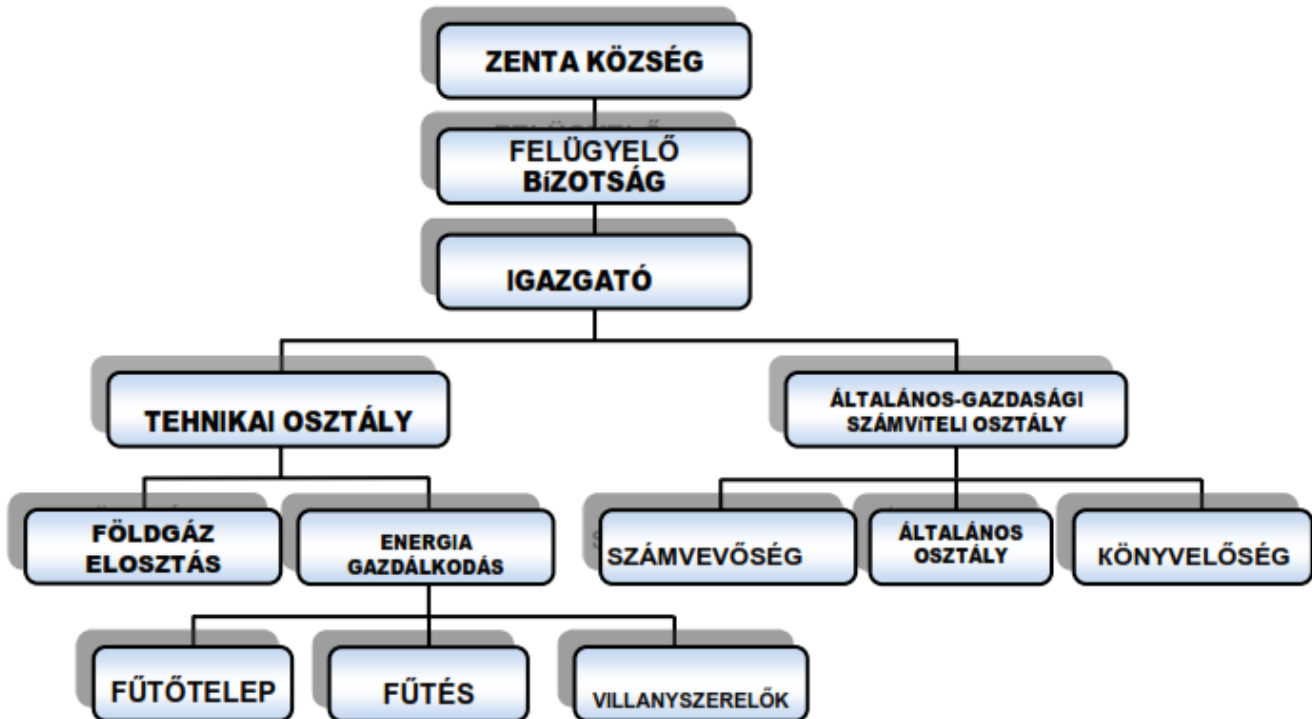 ZENTA KÖZSÉG
FELÜGYELŐ
BíZOTSÁG
IGAZGATÓ
TEHNIKAI OSZTÁLY
ÁLTALÁNOS-GAZDASÁGI
SZÁMVíTELI OSZTÁLY
FÖLDGÁZ
ELOSZTÁS
ENERGIA
GAZDÁLKODÁS
SZÁMVEVŐSÉG
ÁLTALÁNOS
OSZTÁLY
KÖNYVELŐSÉG
FŰTŐTELEP
FŰTÉS
VILLANYSZERELŐK